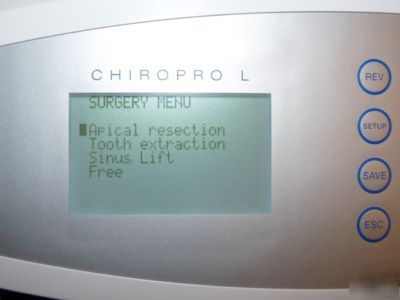 CHIROPRO L
SURGERY MENU
Apical resection
Tooth extraction
Sinus Lift
Free
REV
SETUP
SAVE
ESC